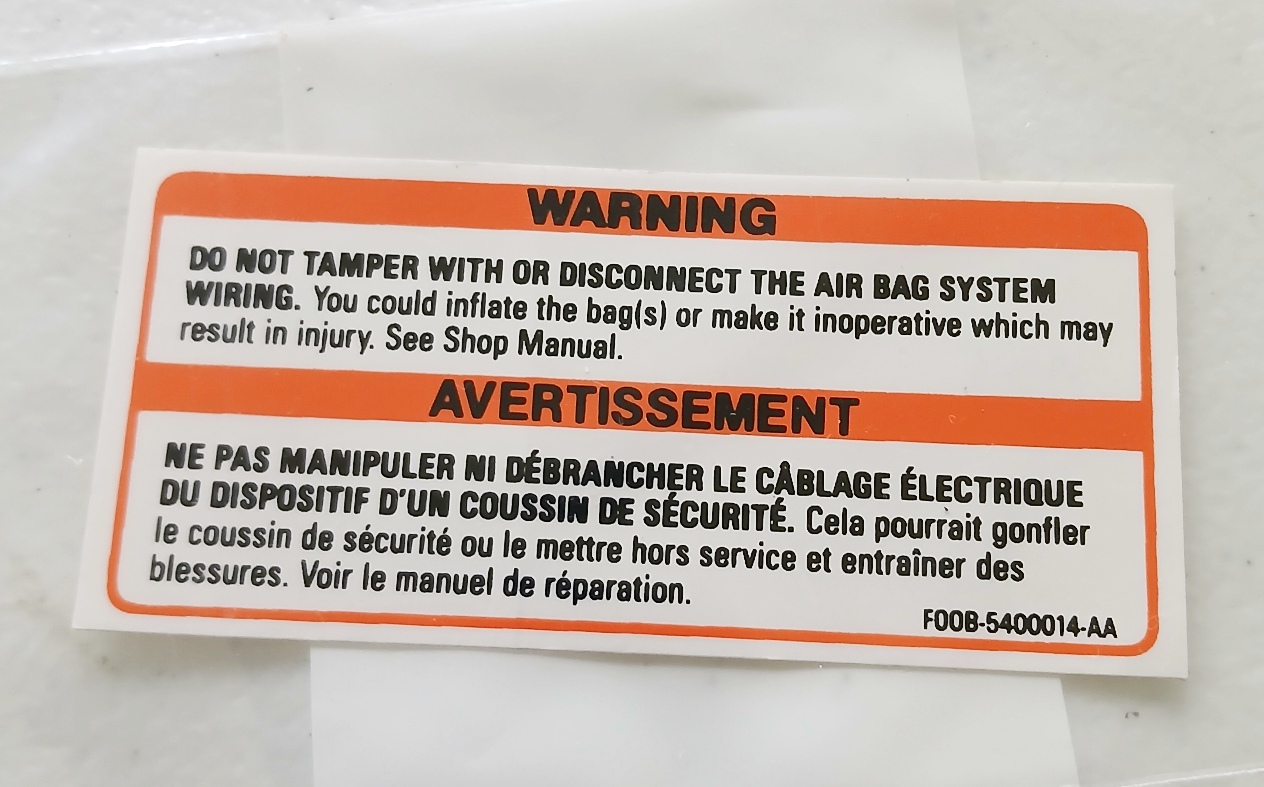 WARNING
DO NOT TAMPER WITH OR DISCONNECT THE AIR BAG SYSTEM
WIRING. You could inflate the bag(s) or make it inoperative which may
result in injury. See Shop Manual.
AVERTISSEMENT
NE PAS MANIPULER NI DÉBRANCHER LE CÂBLAGE ÉLECTRIQUE
DU DISPOSITIF D'UN COUSSIN DE SÉCURITÉ. Cela pourrait gonfler
le coussin de sécurité ou le mettre hors service et entraîner des
blessures. Voir le manuel de réparation.
F00B-5400014-AA